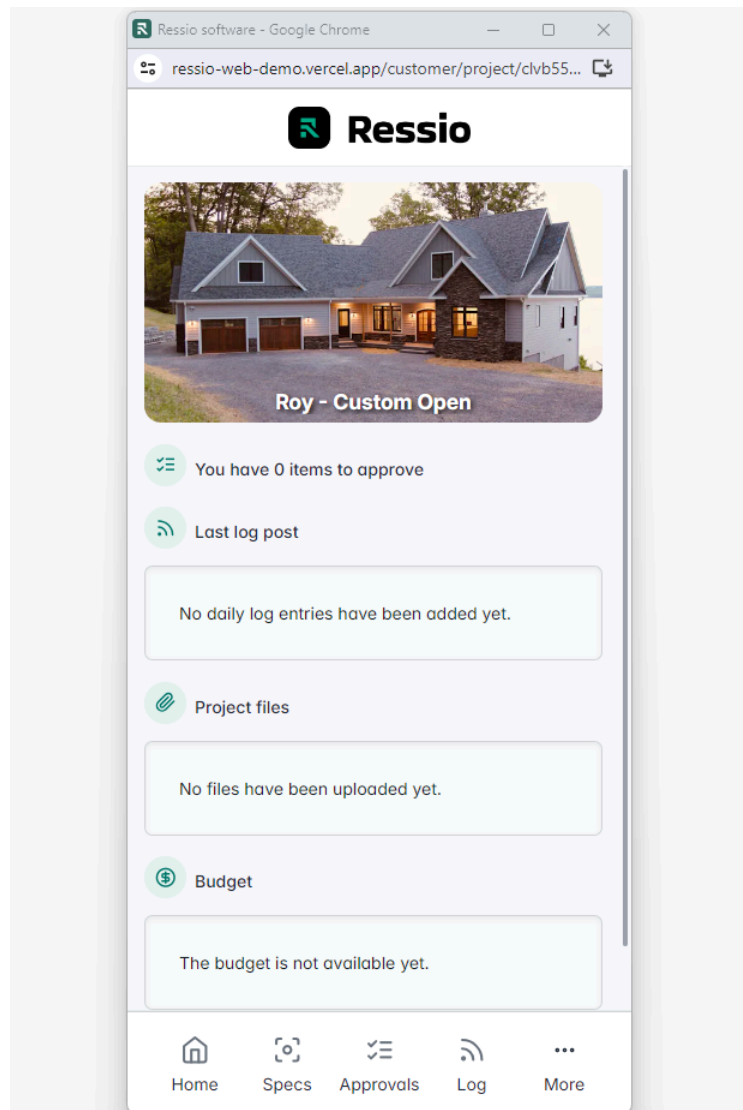 Ressio software - Google Chrome
ressio-web-demo.vercel.app/customer/project/clvb55...
Ressio
Roy - Custom Open
You have 0 items to approve
Last log post
No daily log entries have been added yet.
Project files
No files have been uploaded yet.
Budget
The budget is not available yet.
Home Specs Approvals Log More